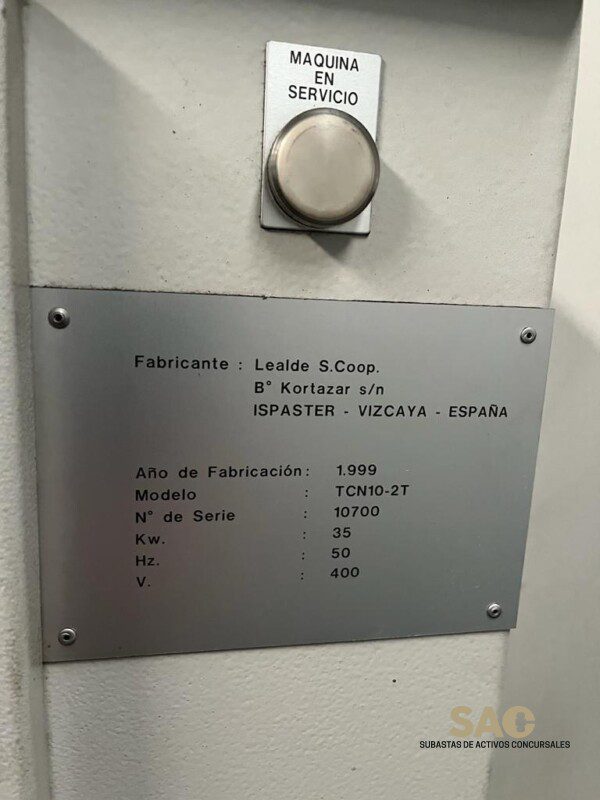 MAQUINA
EN
SERVICIO
Fabricante : Lealde S.Coop.
B° Kortazar s/n
ISPASTER - VIZCAYA - ESPAÑA
Año de Fabricación : 1.999
Modelo : TCN10-2T
N° de Serie : 10700
Kw. : 35
Hz. : 50
V. : 400
SAC
SUBASTAS DE ACTIVOS CONCURSALES